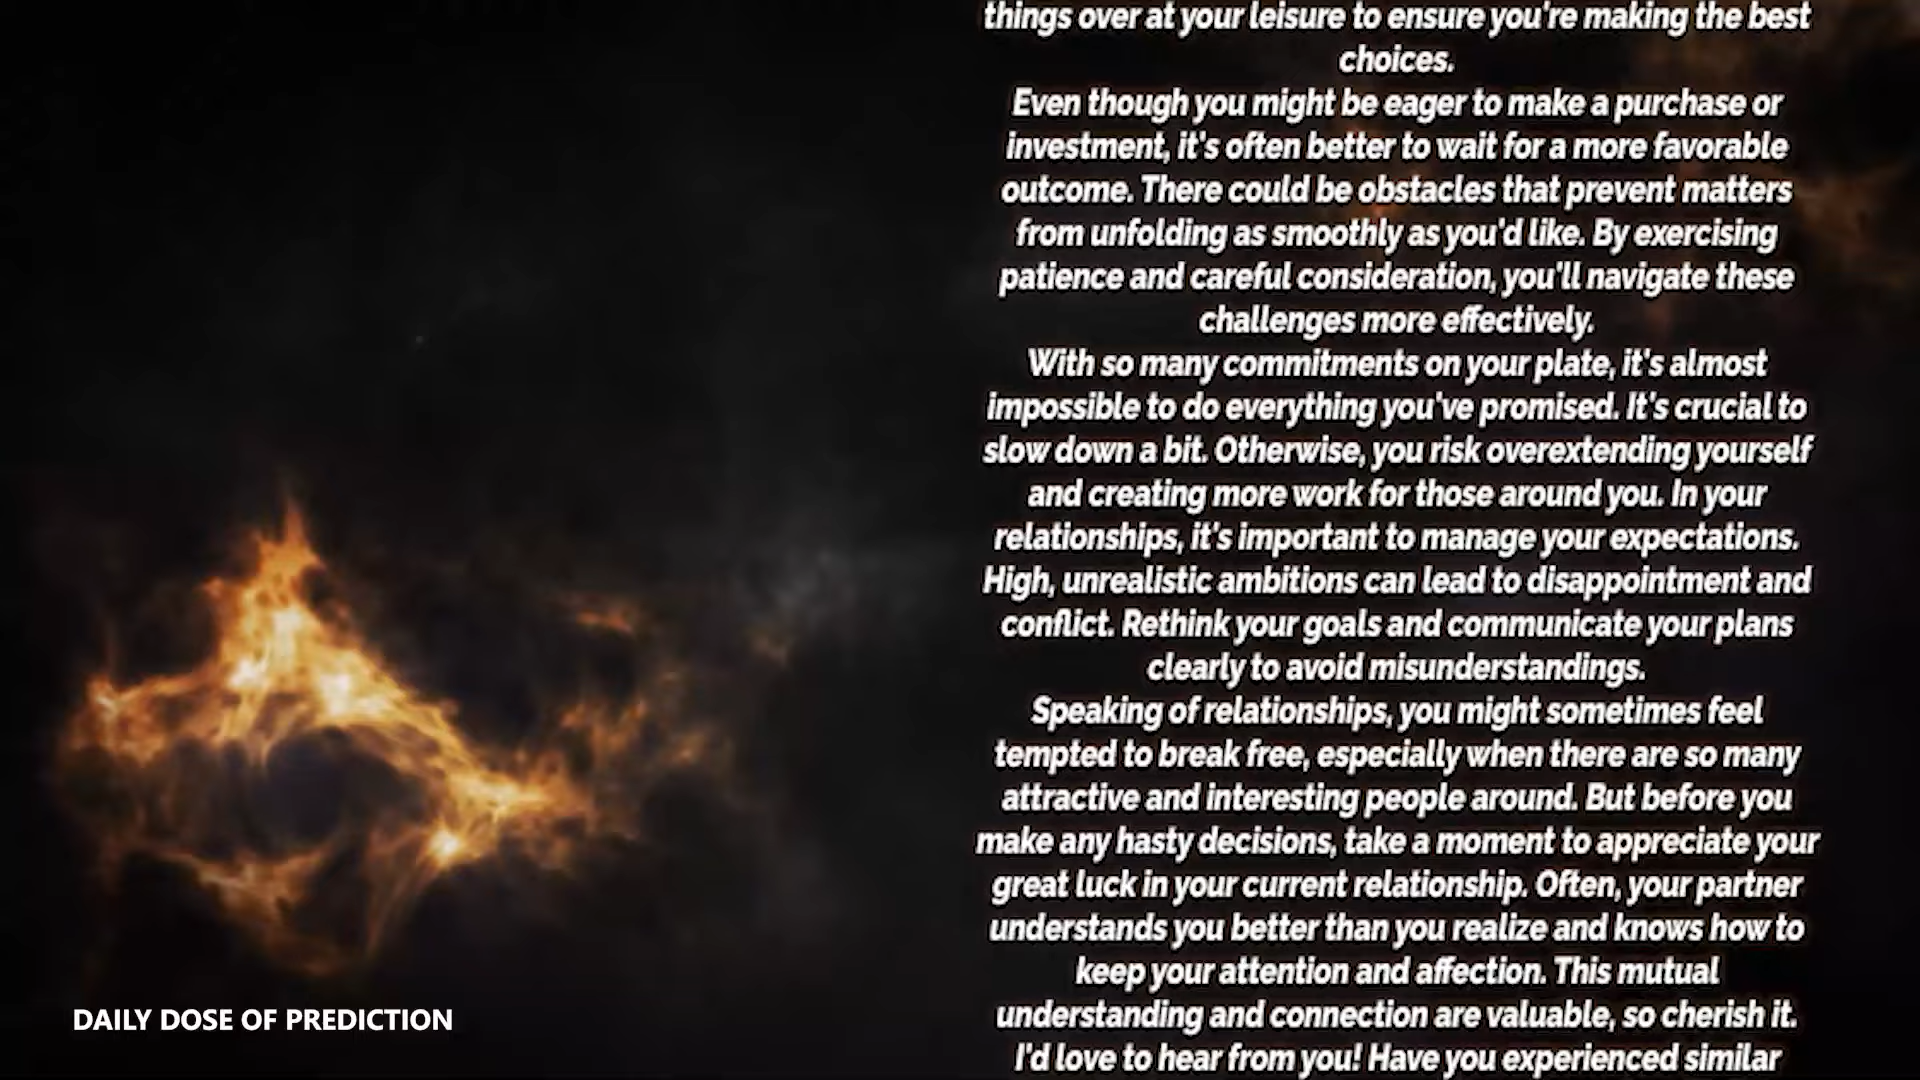 things over at your leisure to ensure you're making the best
choices.
Even though you might be eager to make a purchase or
investment, it's often better to wait for a more favorable
outcome. There could be obstacles that prevent matters
from unfolding as smoothly as you'd like. By exercising
patience and careful consideration, you'll navigate these
challenges more effectively.
With so many commitments on your plate, it's almost
impossible to do everything you've promised. It's crucial to
slow down a bit. Otherwise, you risk overextending yourself
and creating more work for those around you. In your
relationships, it's important to manage your expectations.
High, unrealistic ambitions can lead to disappointment and
conflict. Rethink your goals and communicate your plans
clearly to avoid misunderstandings.
Speaking of relationships, you might sometimes feel
tempted to break free, especially when there are so many
attractive and interesting people around. But before you
make any hasty decisions, take a moment to appreciate your
great luck in your current relationship. Often, your partner
understands you better than you realize and knows how to
keep your attention and affection. This mutual
understanding and connection are valuable, so cherish it.
I'd love to hear from you! Have you experienced similar
DAILY DOSE OF PREDICTION